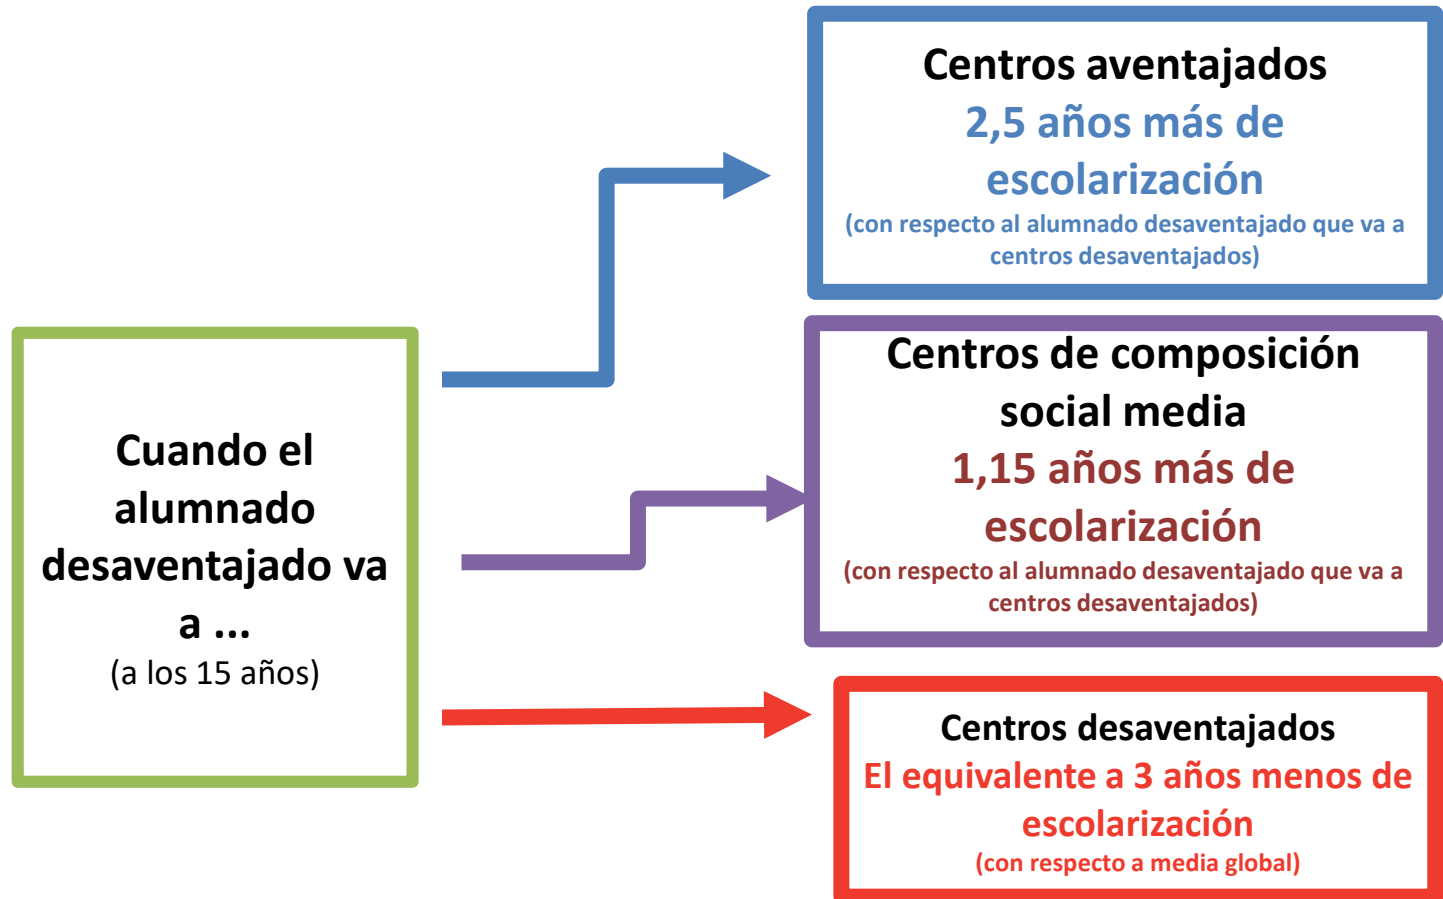 Centros aventajados
2,5 años más de
escolarización
(con respecto al alumnado desaventajado que va a
centros desaventajados)
Cuando el
alumnado
desaventajado va
a ...
(a los 15 años)
Centros de composición
social media
1,15 años más de
escolarización
(con respecto al alumnado desaventajado que va a
centros desaventajados)
Centros desaventajados
El equivalente a 3 años menos de
escolarización
(con respecto a media global)